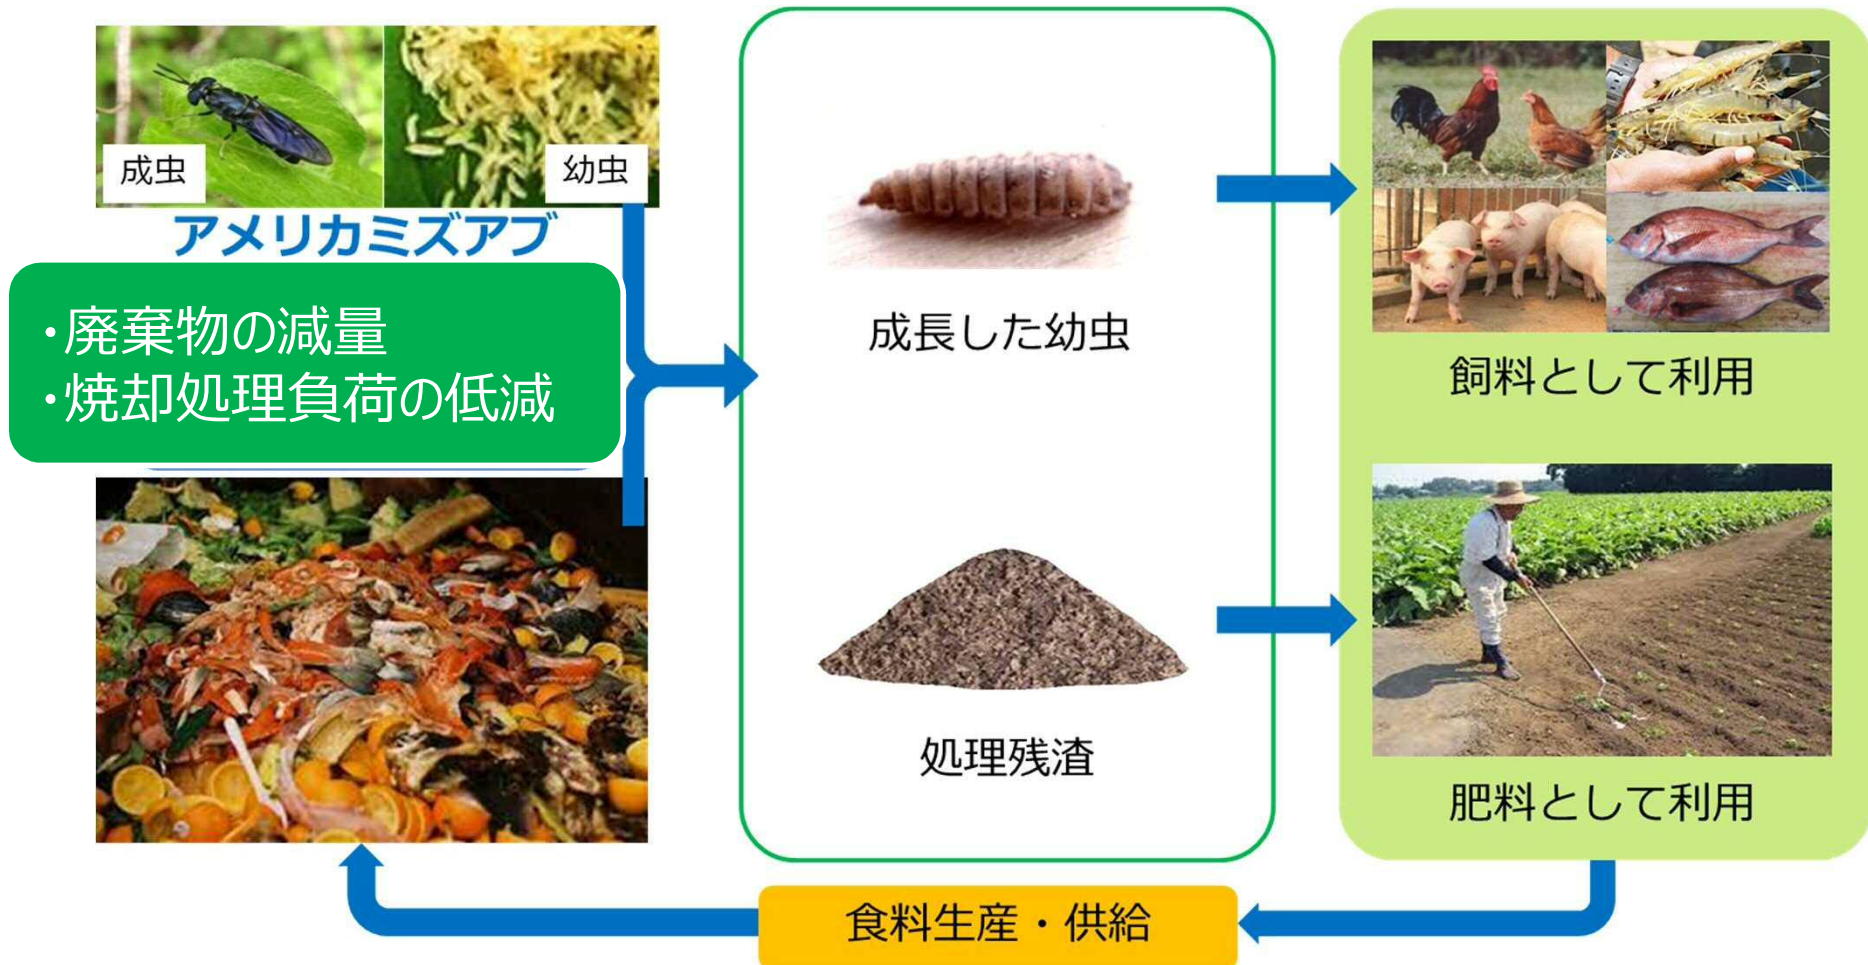 成虫
幼虫
アメリカミズアブ
・廃棄物の減量
・焼却処理負荷の低減
成長した幼虫
処理残渣
飼料として利用
肥料として利用
食料生産・供給